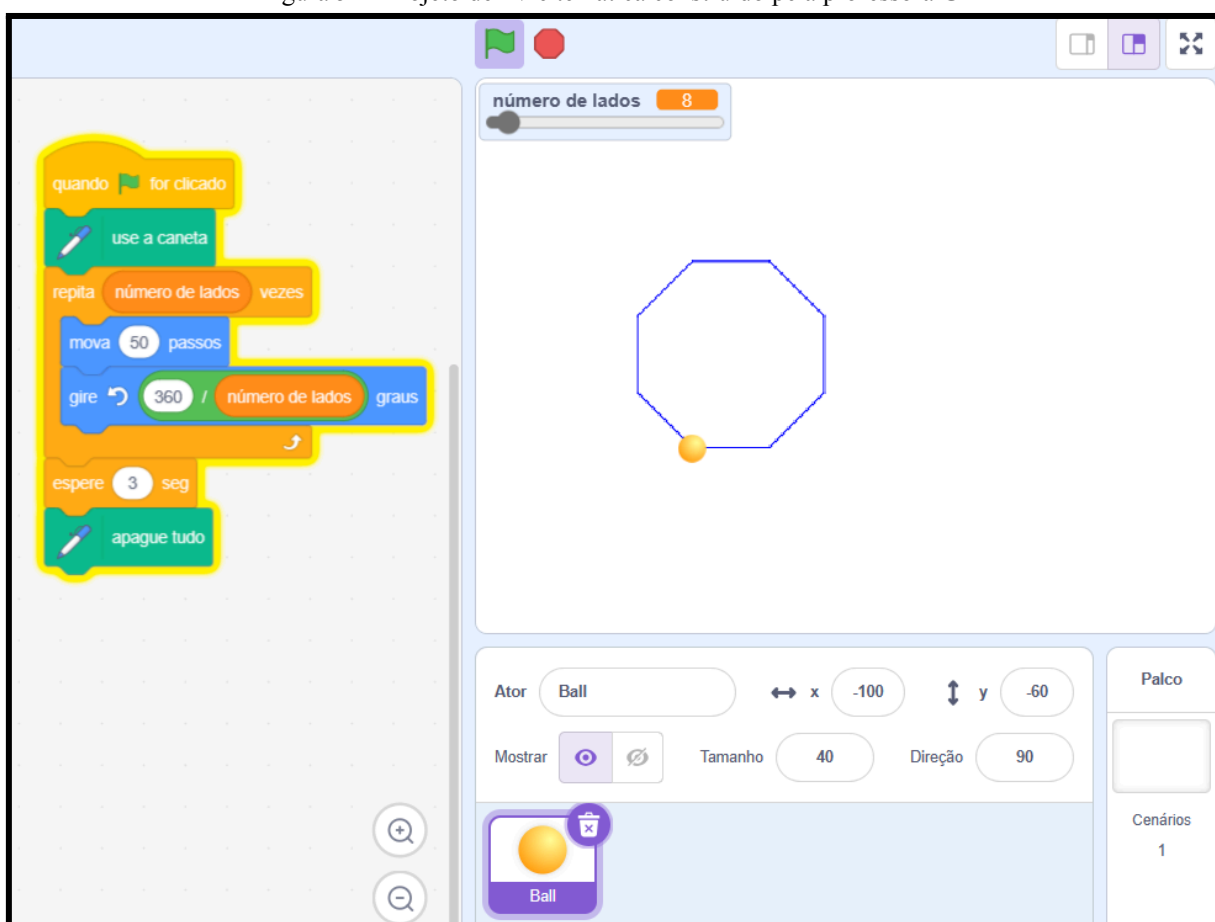 número de lados 8
quando for clicado
use a caneta
repita número de lados vezes
mova 50 passos
gire 360 / número de lados graus
espere 3 seg
apague tudo
Ator Ball x -100 y -60
Mostrar Tamanho 40 Direção 90
Ball
Palco
Cenários
1